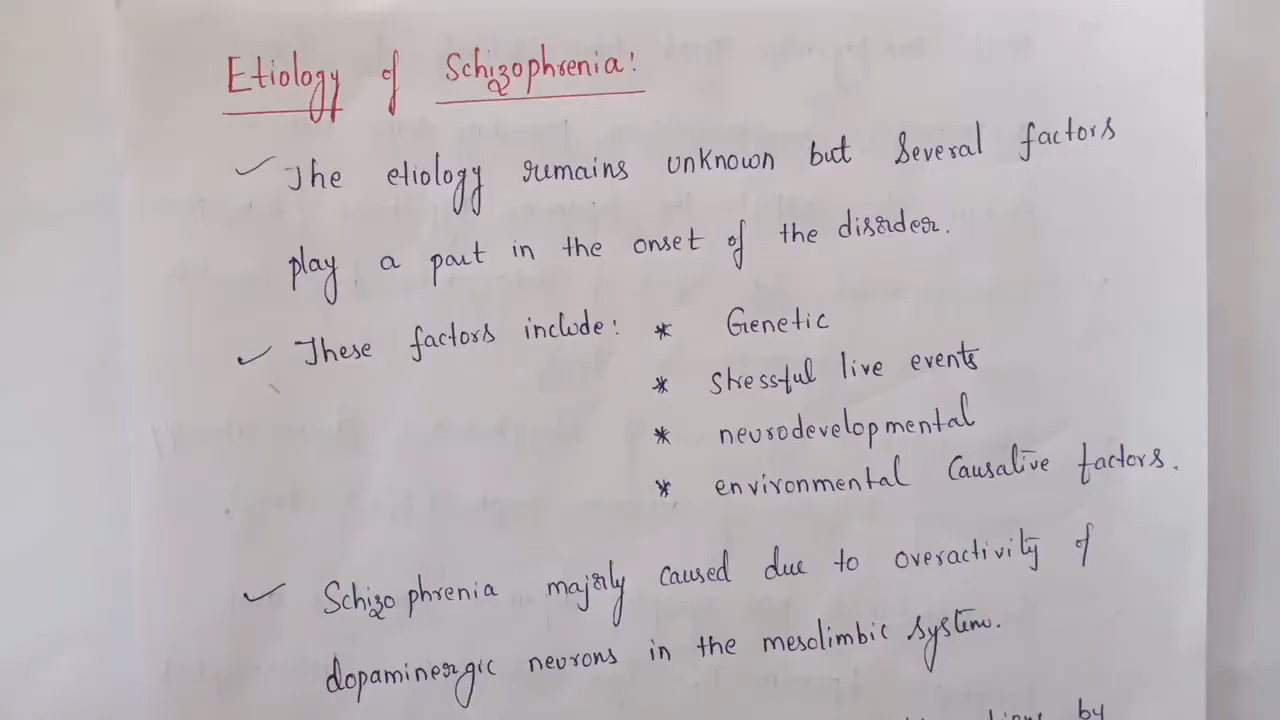 Etiology of Schizophrenia:
The etiology remains unknown but several factors
play a part in the onset of the disorder.
These factors include: * Genetic
* stressful live events
* neurodevelopmental
* environmental causative factors.
Schizophrenia majorly caused due to overactivity of
dopaminergic neurons in the mesolimbic system.
by